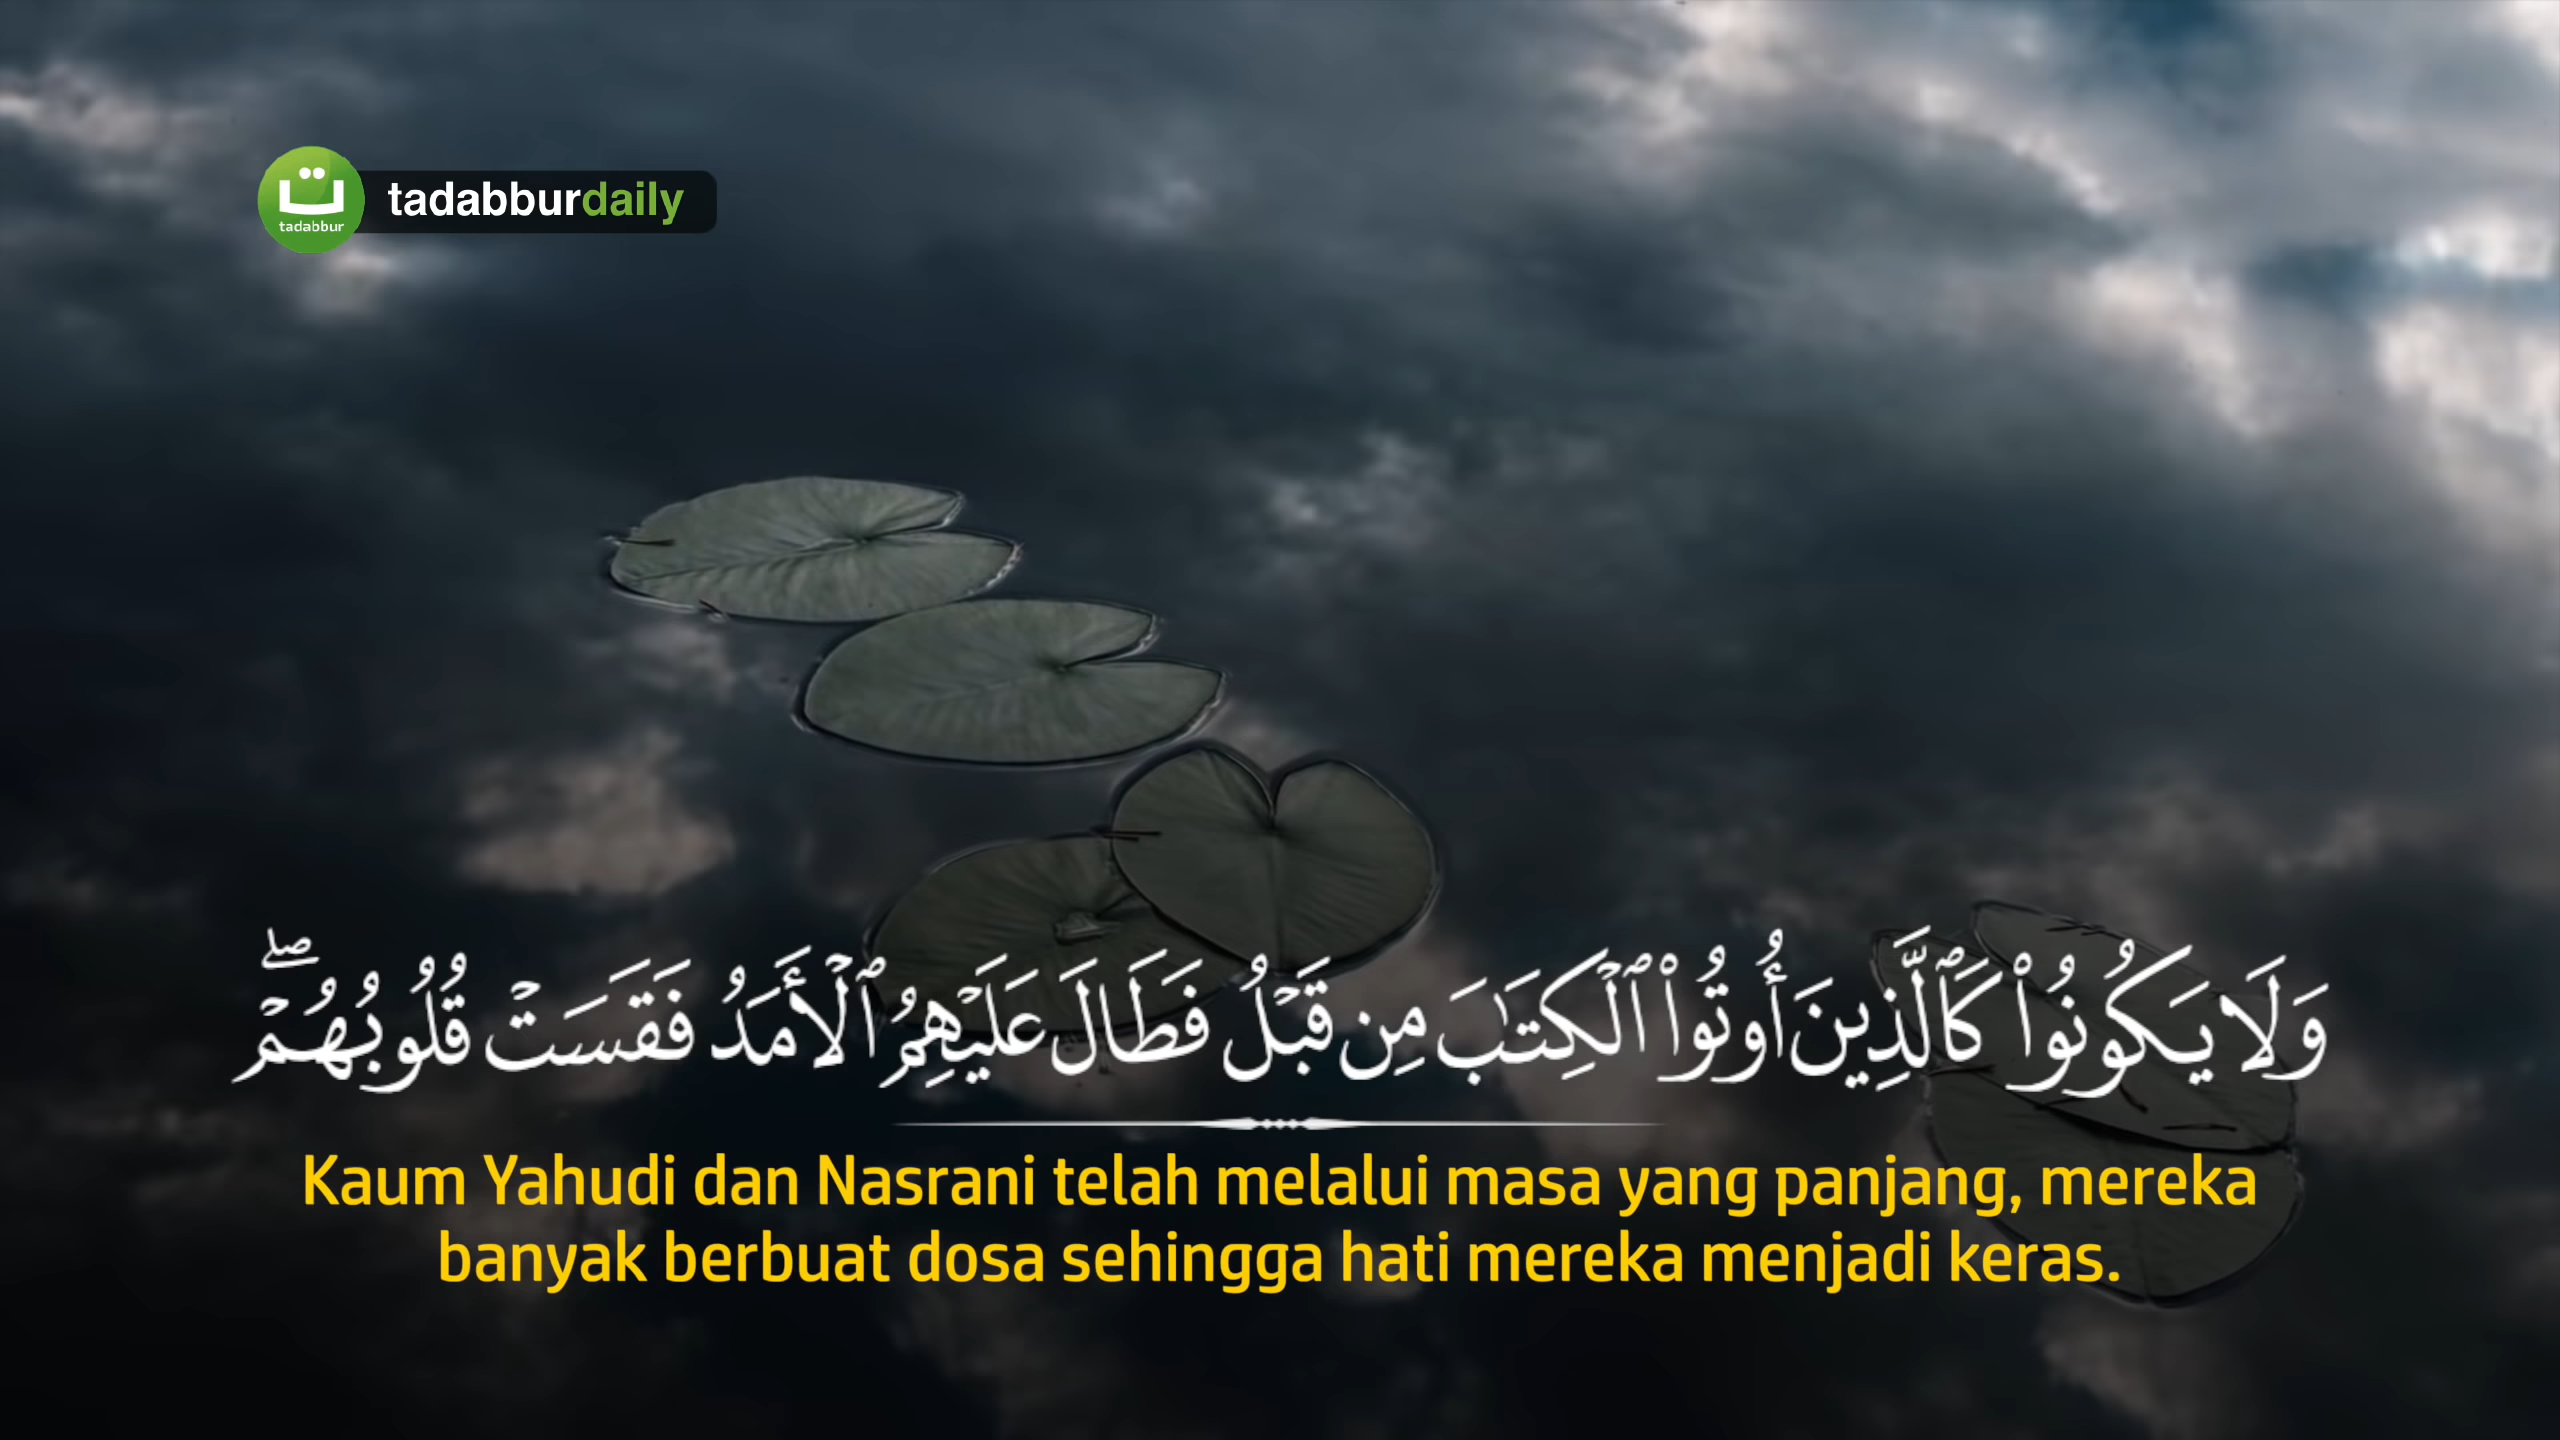 ت
tadabbur
tadabburdaily
وَلَا يَكُونُوا۟ كَٱلَّذِينَ أُوتُوا۟ ٱلْكِتَـٰبَ مِن قَبْلُ فَطَالَ عَلَيْهِمُ ٱلْأَمَدُ فَقَسَتْ قُلُوبُهُمْ ۖ
Kaum Yahudi dan Nasrani telah melalui masa yang panjang, mereka
banyak berbuat dosa sehingga hati mereka menjadi keras.